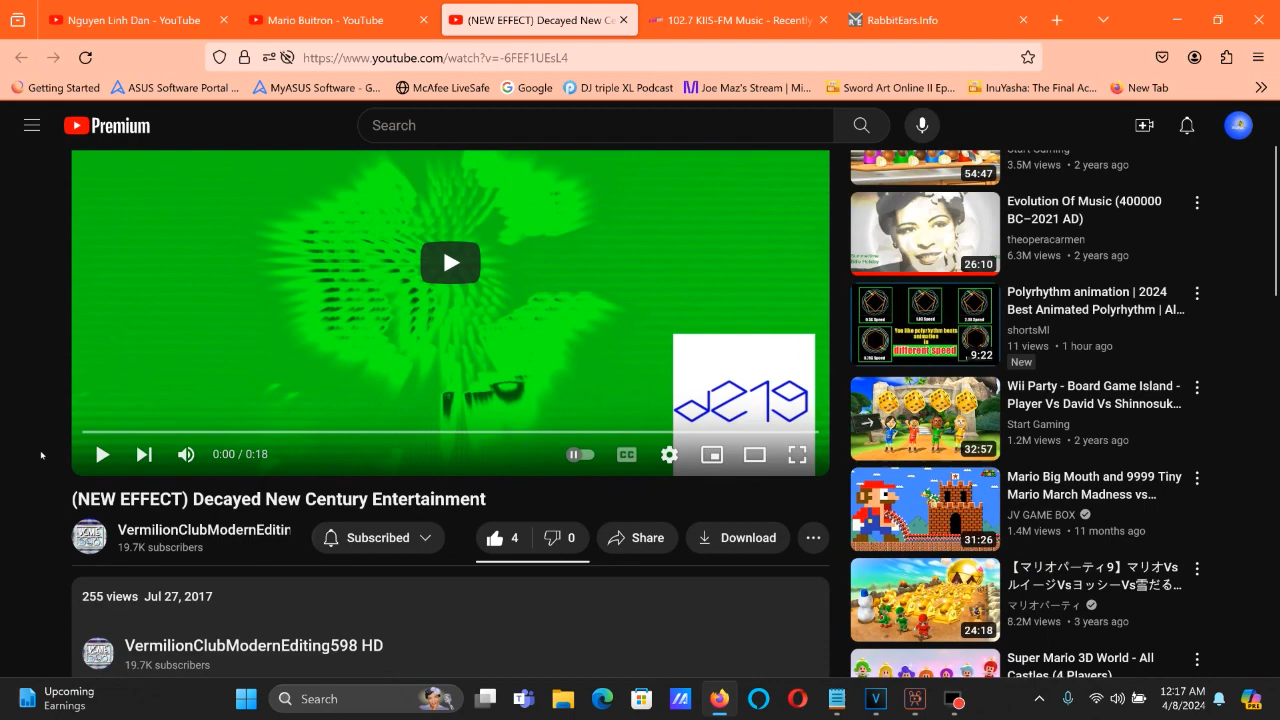 Nguyen Linh Dan - YouTube
Mario Buitron - YouTube
(NEW EFFECT) Decayed New Ce
102.7 KIIS-FM Music - Recently
RabbitEars.Info
https://www.youtube.com/watch?v=-6FEF1UEsL4
Getting Started
ASUS Software Portal ...
MyASUS Software - G...
McAfee LiveSafe
Google
DJ triple XL Podcast
Joe Maz's Stream | Mi...
Sword Art Online II Ep...
InuYasha: The Final Ac...
New Tab
Premium
Search
d219
0:00 / 0:18
CC
(NEW EFFECT) Decayed New Century Entertainment
VermilionClubModernEditin
19.7K subscribers
Subscribed
4
0
Share
Download
255 views Jul 27, 2017
VermilionClubModernEditing598 HD
19.7K subscribers
54:47
Start Gaming
3.5M views • 2 years ago
26:10
Evolution Of Music (400000
BC–2021 AD)
theoperacarmen
6.3M views • 2 years ago
different speed
9:22
Polyrhythm animation | 2024
Best Animated Polyrhythm | Al...
shortsMl
11 views • 1 hour ago
New
32:57
Wii Party - Board Game Island -
Player Vs David Vs Shinnosuk...
Start Gaming
1.2M views • 2 years ago
31:26
Mario Big Mouth and 9999 Tiny
Mario March Madness vs...
JV GAME BOX
1.4M views • 11 months ago
24:18
【マリオパーティ9】マリオVs
ルイージVsヨッシーVs雪だる...
マリオパーティ
8.2M views • 3 years ago
Super Mario 3D World - All
Castles (4 Players)
Upcoming
Earnings
Search
12:17 AM
4/8/2024
PRE